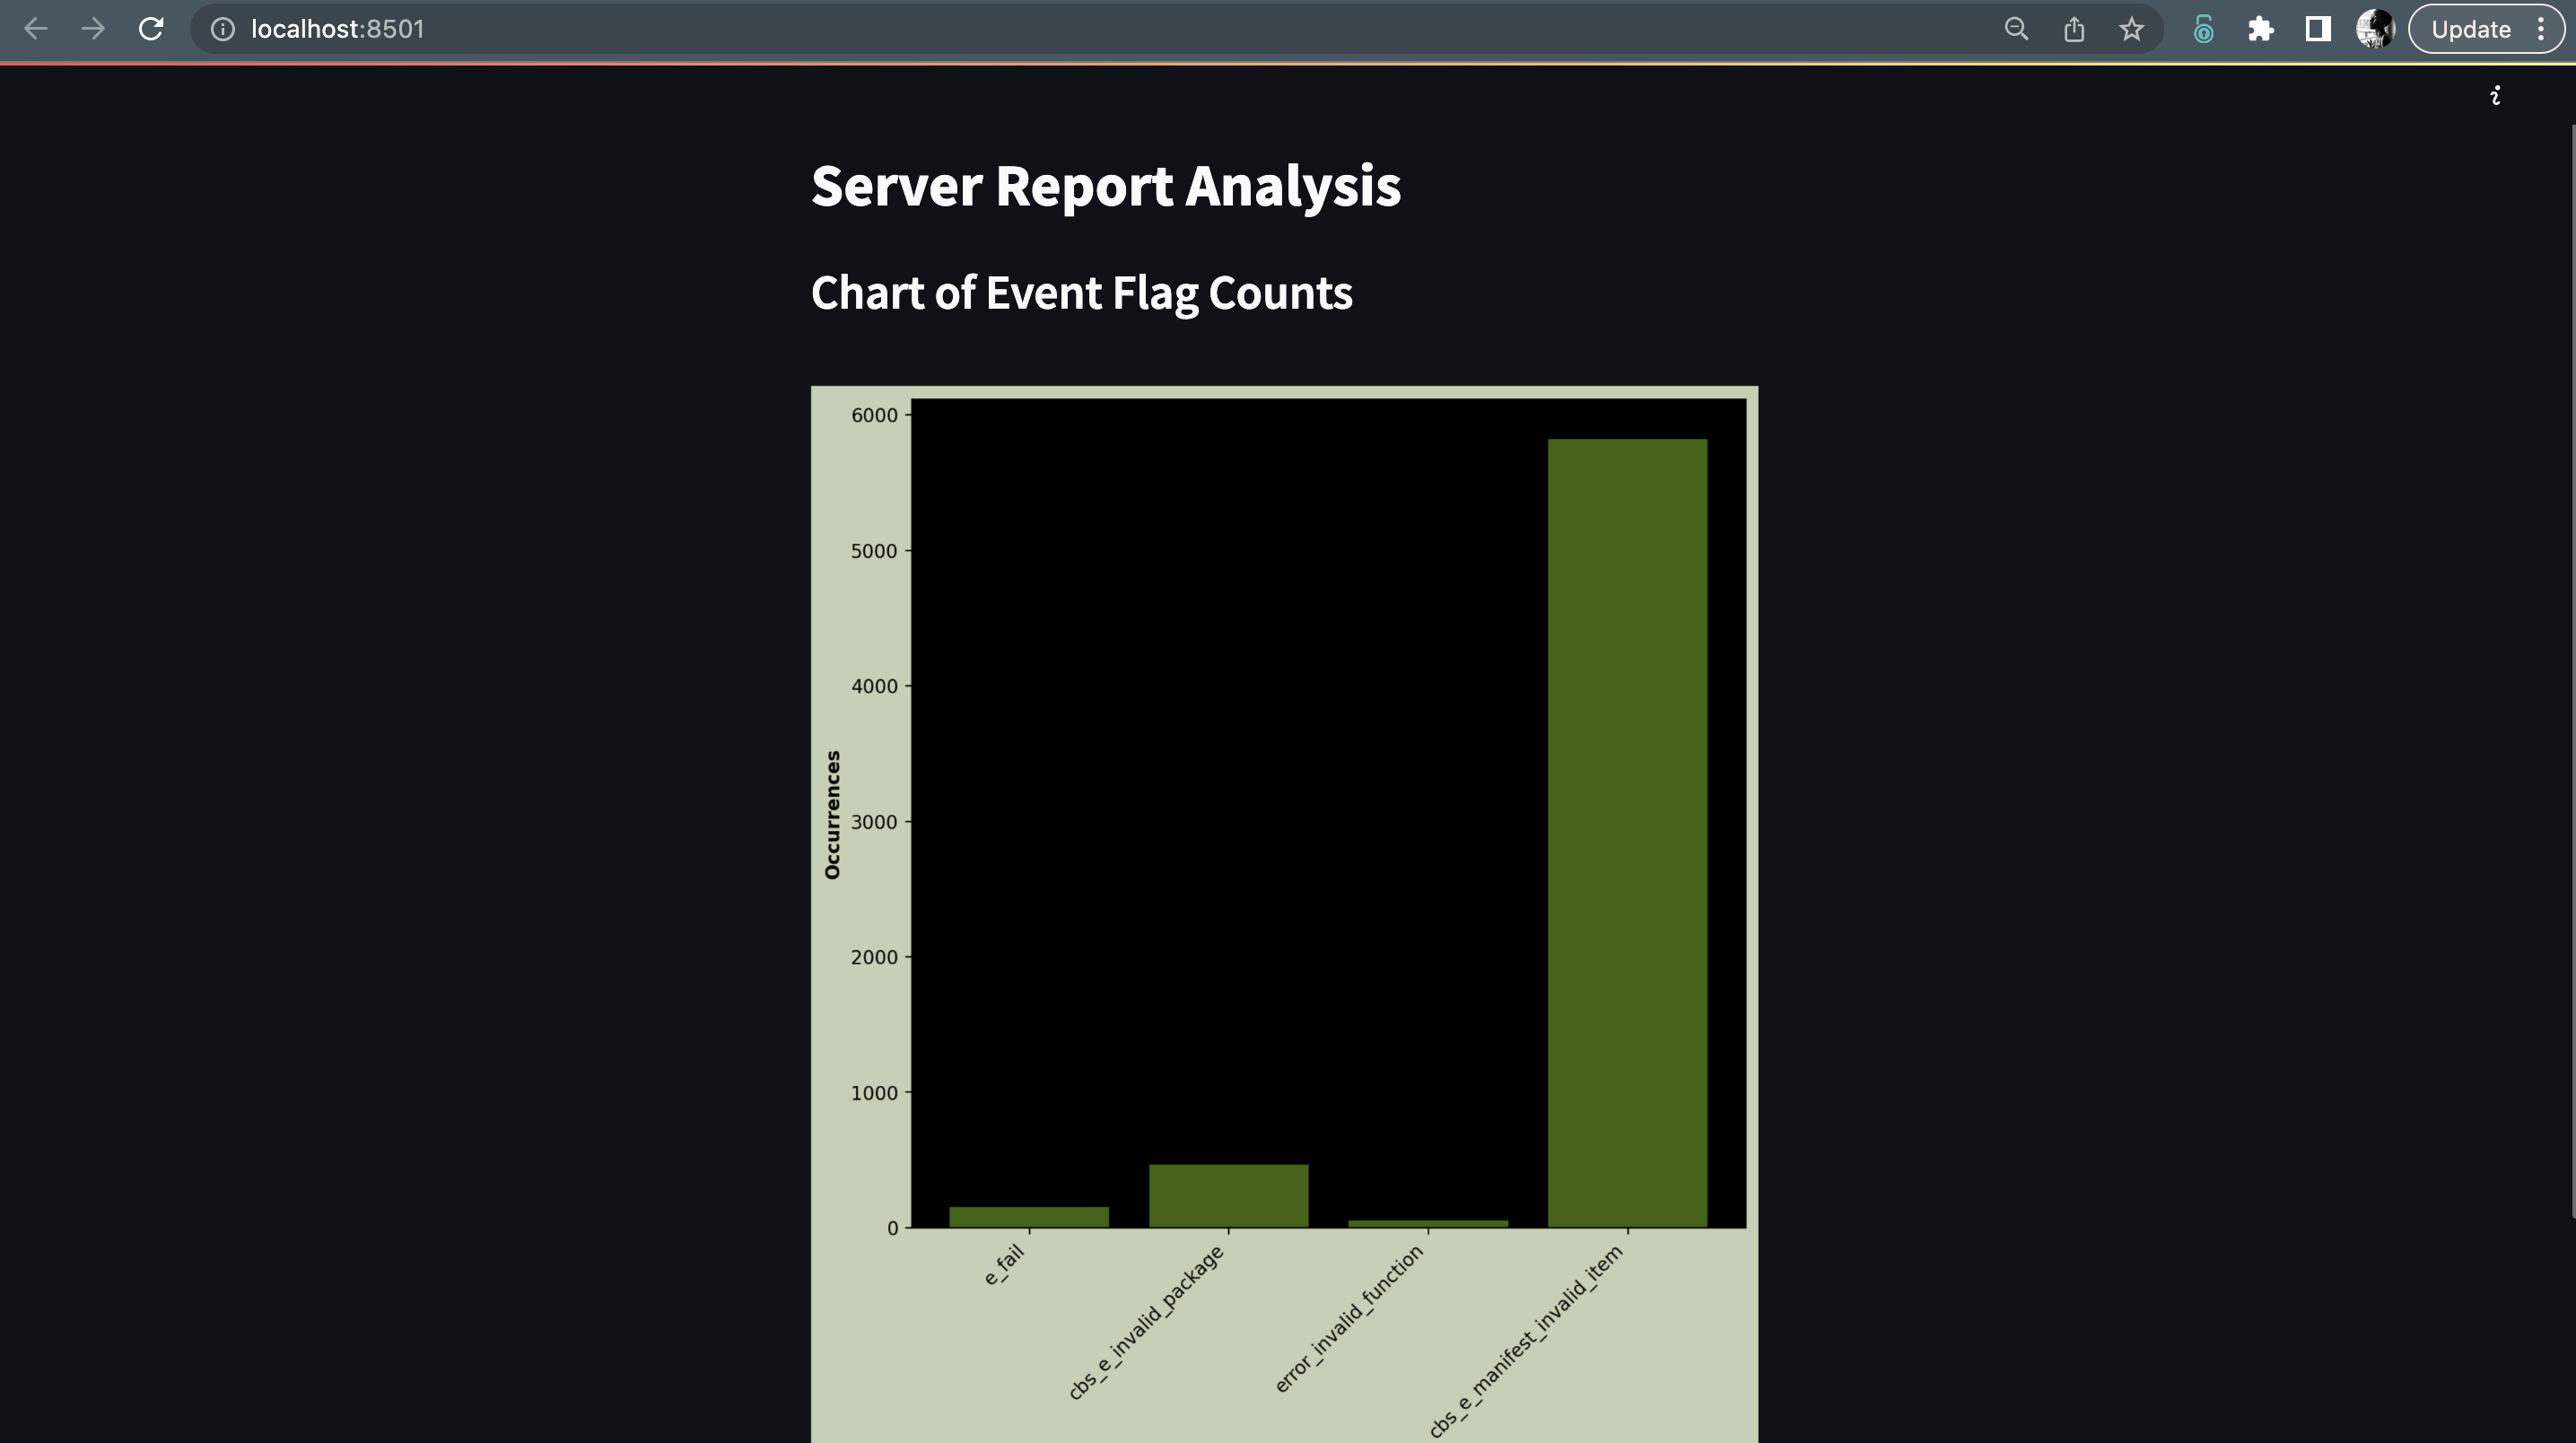 localhost:8501
Update
i
Server Report Analysis
Chart of Event Flag Counts
6000
5000
4000
3000
2000
1000
0
Occurrences
e_fail
cbs_e_invalid_package
error_invalid_function
cbs_e_manifest_invalid_item